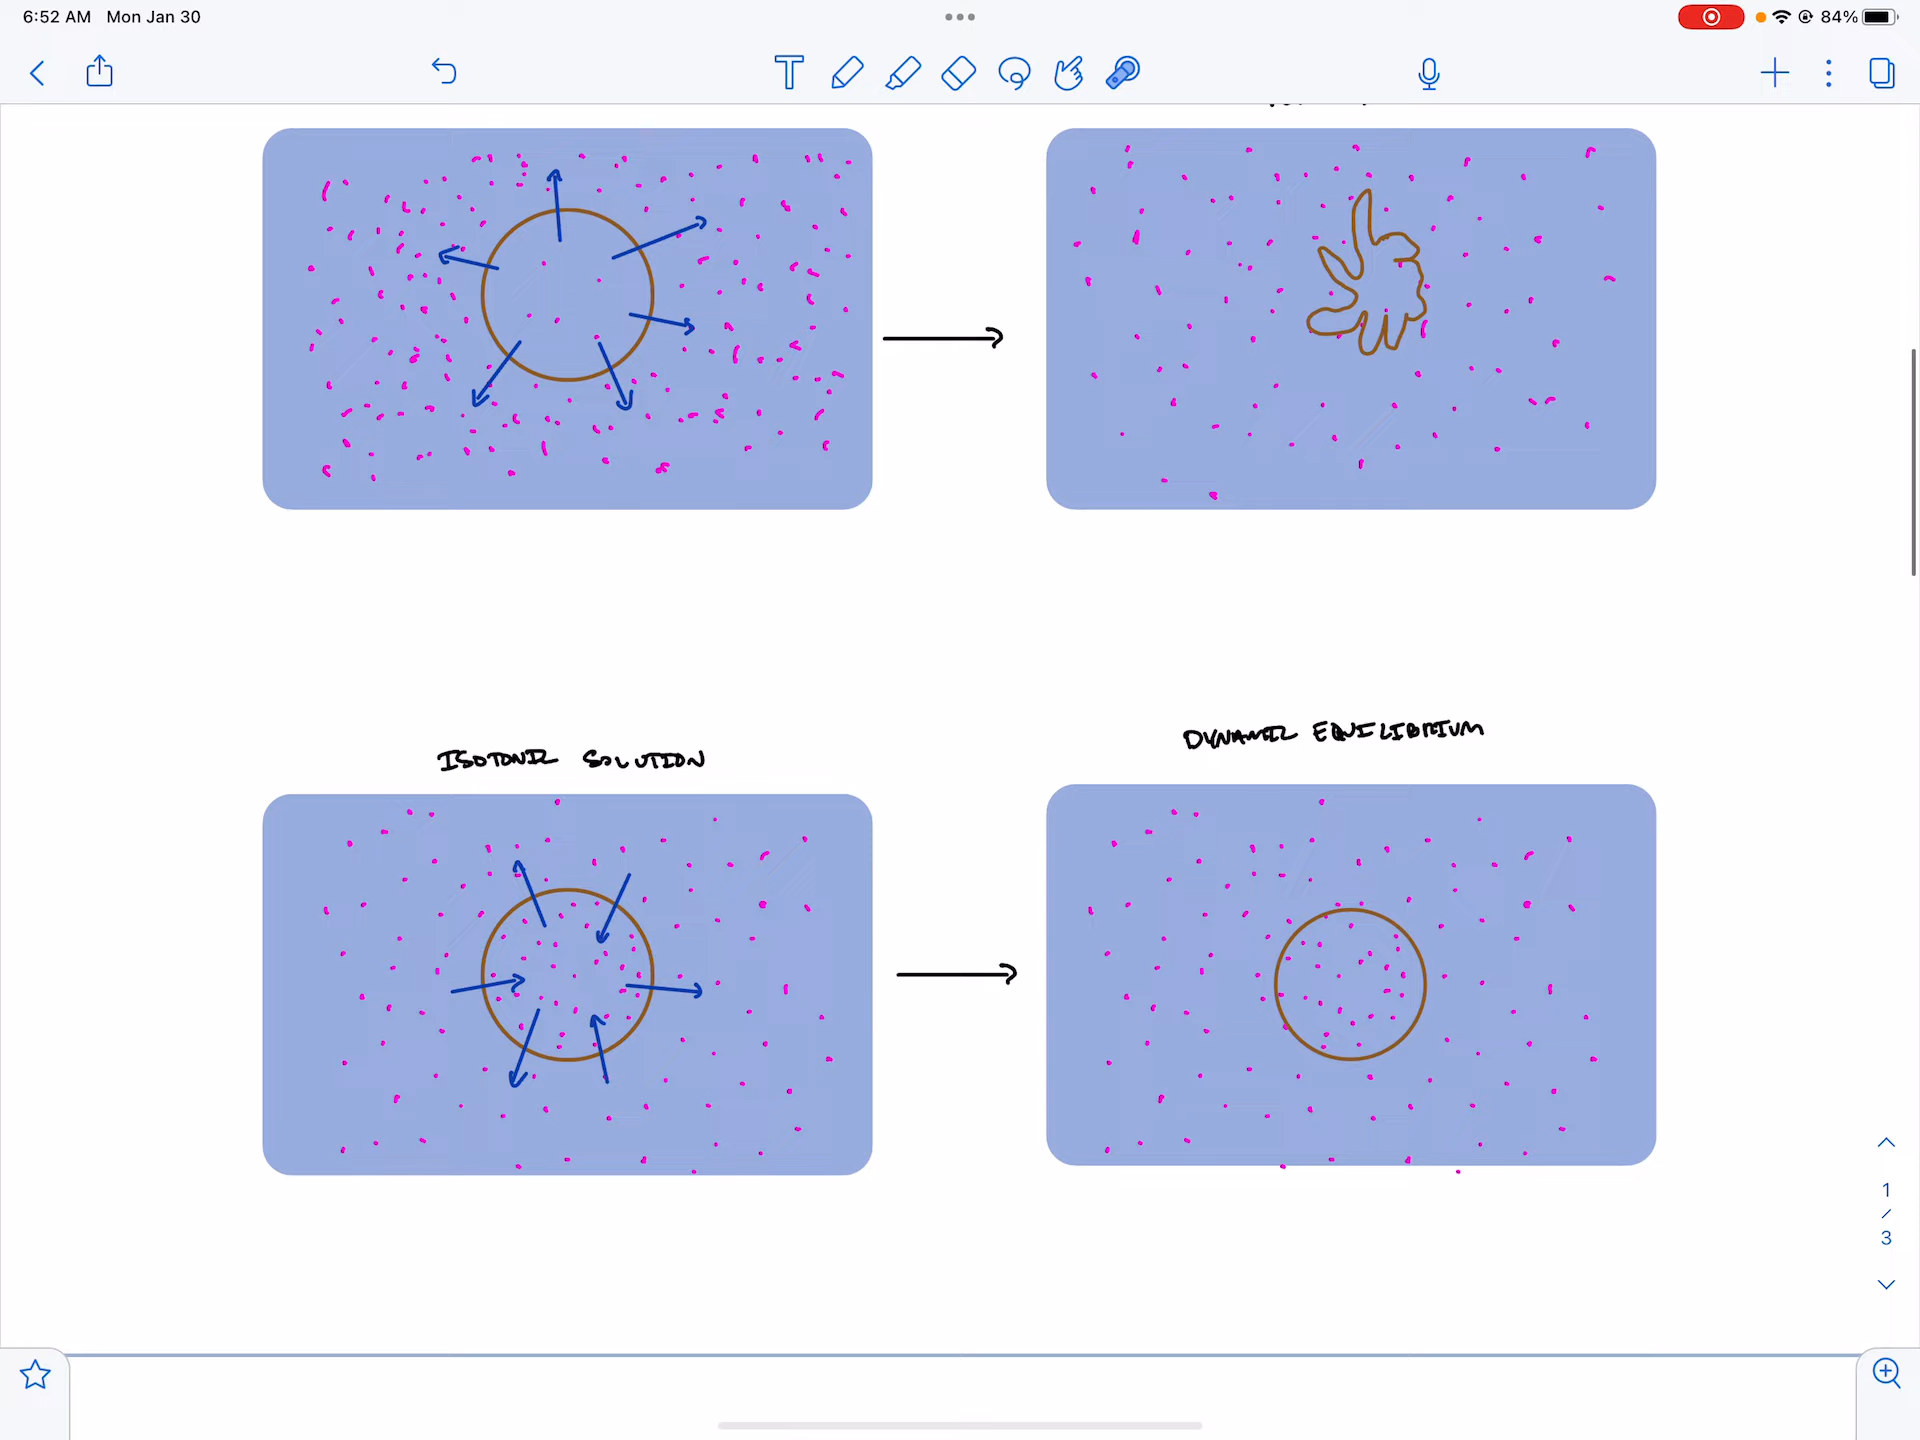 6:52 AM Mon Jan 30
84%
T
ISOTONIC SOLUTION
DYNAMIC EQUILIBRIUM
1
/
3